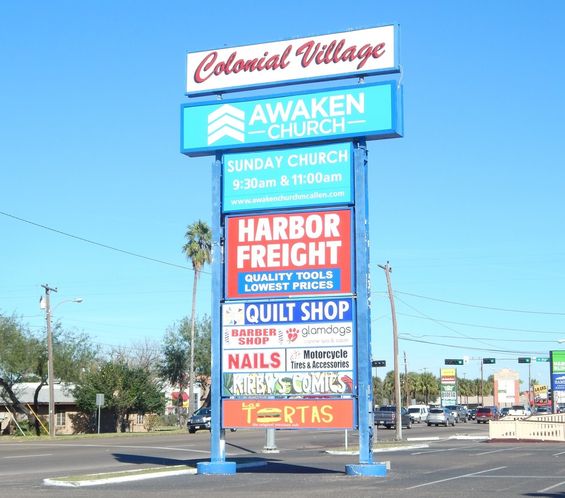 Colonial Village
AWAKEN
CHURCH
SUNDAY CHURCH
9:30am & 11:00am
www.awakenchurchmcallen.com
HARBOR
FREIGHT
QUALITY TOOLS
LOWEST PRICES
QUILT SHOP
BARBER
SHOP
glamdogs
NAILS
Motorcycle
Tires & Accessories
KIRBY'S COMICS
TORTAS